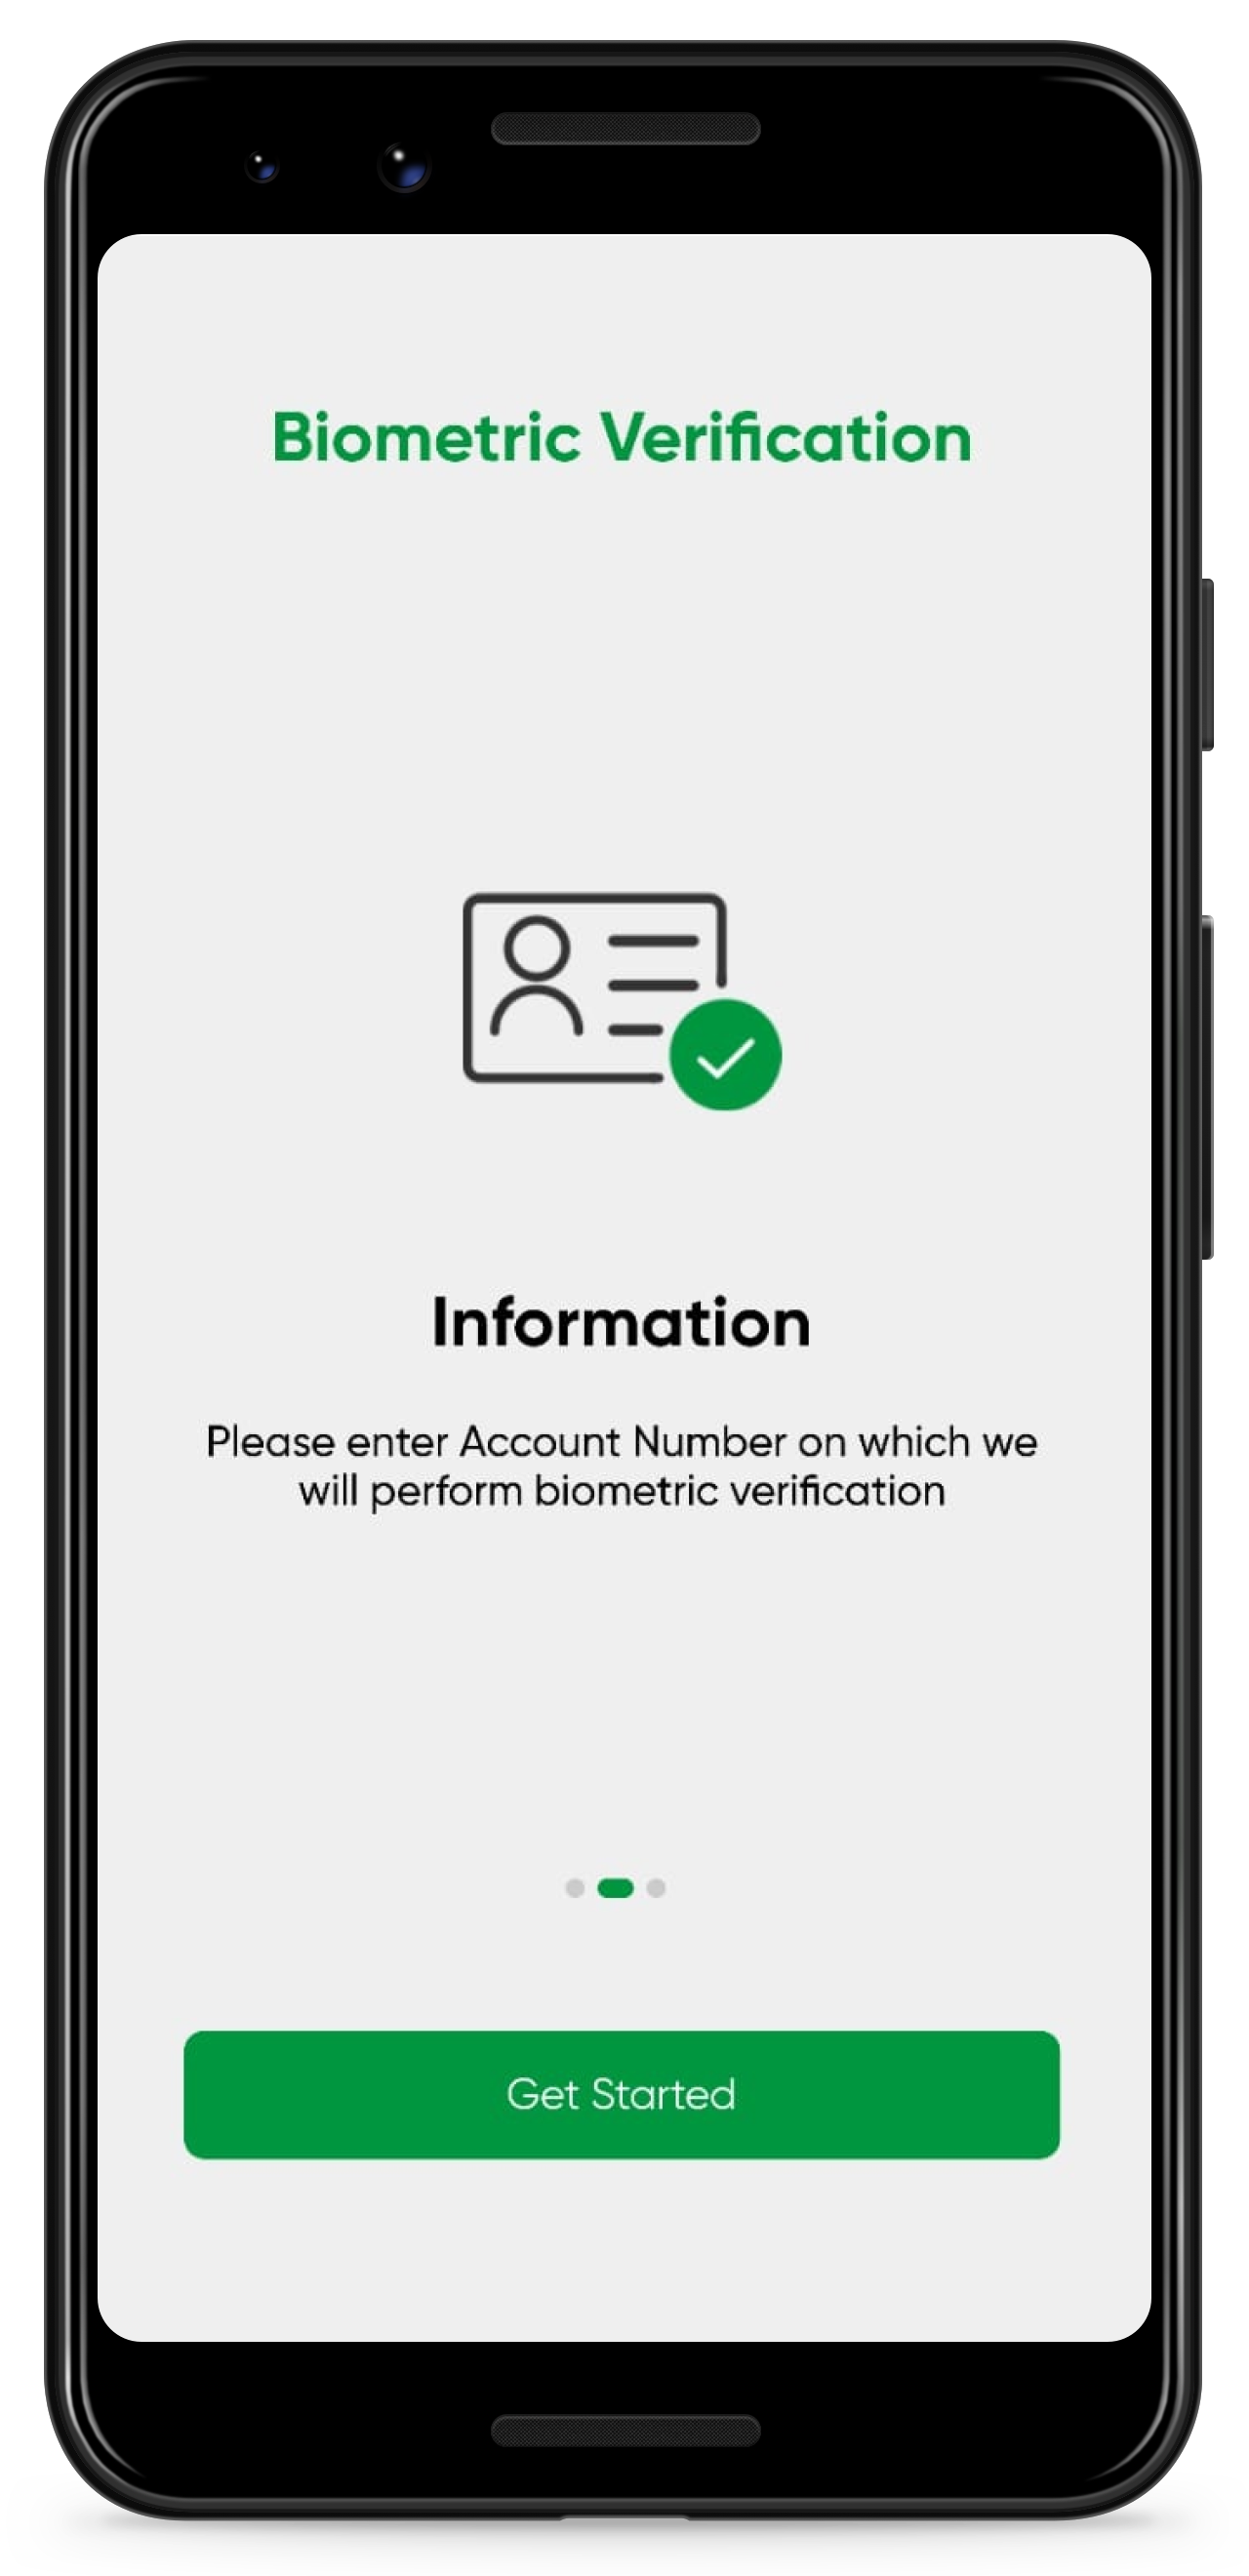 Biometric Verification
Information
Please enter Account Number on which we
will perform biometric verification
Get Started